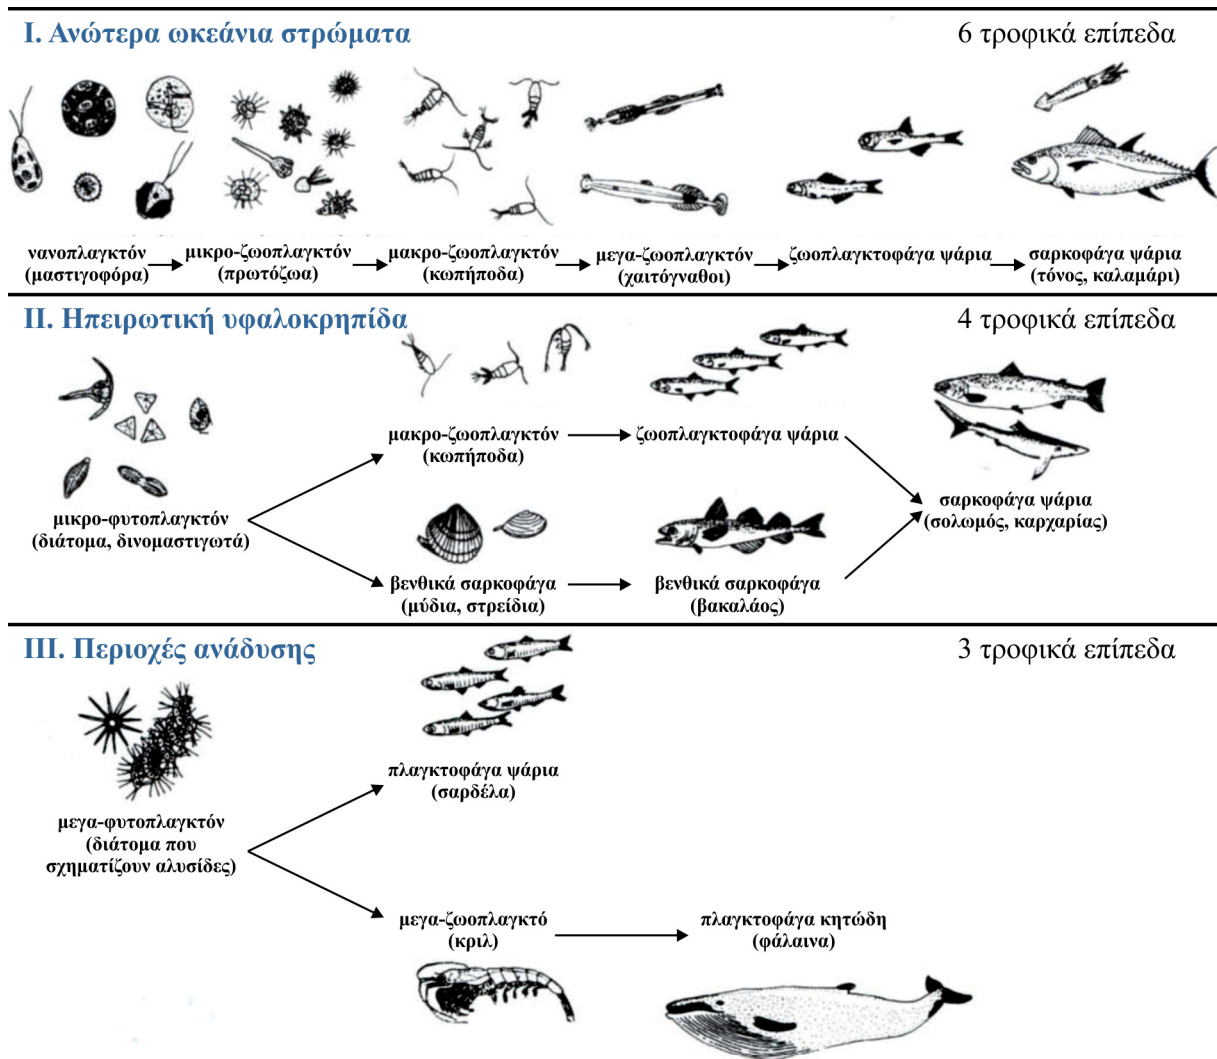 I. Ανώτερα ωκεάνια στρώματα
6 τροφικά επίπεδα
νανοπλαγκτόν
(μαστιγοφόρα)
μικρο-ζωοπλαγκτόν
(πρωτόζωα)
μακρο-ζωοπλαγκτόν
(κωπήποδα)
μεγα-ζωοπλαγκτόν
(χαιτόγναθοι)
ζωοπλαγκτοφάγα ψάρια
σαρκοφάγα ψάρια
(τόνος, καλαμάρι)
II. Ηπειρωτική υφαλοκρηπίδα
4 τροφικά επίπεδα
μικρο-φυτοπλαγκτόν
(διάτομα, δινομαστιγωτά)
μακρο-ζωοπλαγκτόν
(κωπήποδα)
ζωοπλαγκτοφάγα ψάρια
βενθικά σαρκοφάγα
(μύδια, στρείδια)
βενθικά σαρκοφάγα
(βακαλάος)
σαρκοφάγα ψάρια
(σολωμός, καρχαρίας)
III. Περιοχές ανάδυσης
3 τροφικά επίπεδα
μεγα-φυτοπλαγκτόν
(διάτομα που
σχηματίζουν αλυσίδες)
πλαγκτοφάγα ψάρια
(σαρδέλα)
μεγα-ζωοπλαγκτό
(κριλ)
πλαγκτοφάγα κητώδη
(φάλαινα)